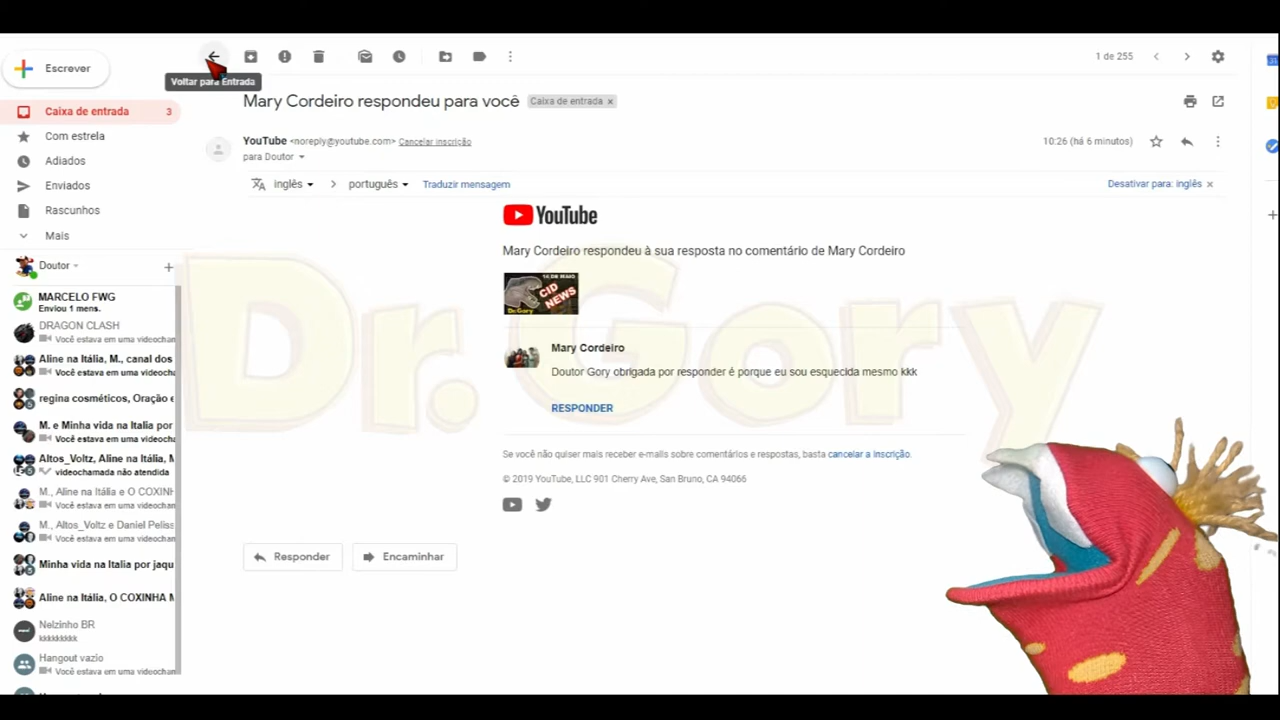 Escrever
1 de 255
Voltar para Entrada
Mary Cordeiro respondeu para você
Caixa de entrada x
Caixa de entrada 3
Com estrela
Adiados
Enviados
Rascunhos
Mais
YouTube <noreply@youtube.com> Cancelar inscrição
10:26 (há 6 minutos)
para Doutor
inglês > português Traduzir mensagem
Desativar para: inglês x
YouTube
Mary Cordeiro respondeu à sua resposta no comentário de Mary Cordeiro
DE MAIO
CID
NEWS
Dr.Gory
Mary Cordeiro
Doutor Gory obrigada por responder é porque eu sou esquecida mesmo kkk
RESPONDER
Se você não quiser mais receber e-mails sobre comentários e respostas, basta cancelar a inscrição.
© 2019 YouTube, LLC 901 Cherry Ave, San Bruno, CA 94066
Responder
Encaminhar
Dr. Gory
Doutor
MARCELO FWG
Enviou 1 mens.
DRAGON CLASH
Você estava em uma videocha
Aline na Itália, M., canal dos
Você estava em uma videoch
regina cosméticos, Oração e
M. e Minha vida na Italia por
Você estava em uma videoch
Altos_Voltz, Aline na Itália, M
videochamada não atendida
M., Aline na Itália e O COXINH
Você estava em uma videocha
M., Altos_Voltz e Daniel Peliss
Você estava em uma videocha
Minha vida na Italia por jaqu
Aline na Itália, O COXINHA M
Nelzinho BR
kkkkkkkkk
Hangout vazio
Você estava em uma videocha